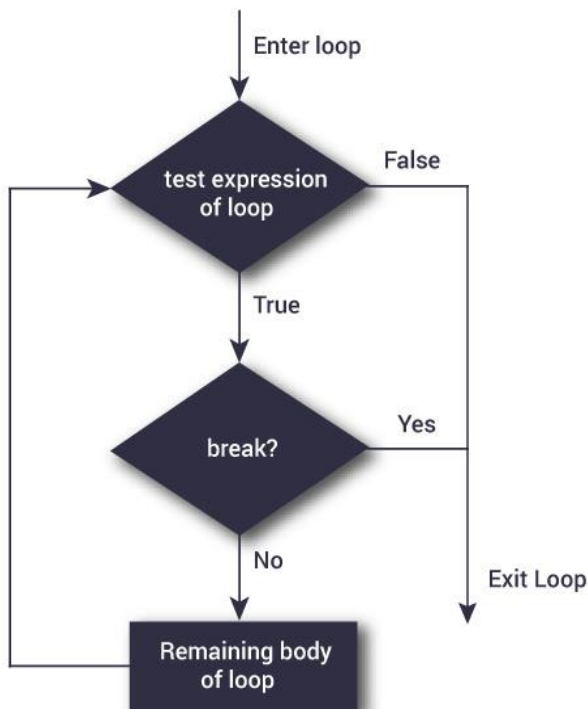 Enter loop
test expression
of loop
False
True
break?
Yes
No
Exit Loop
Remaining body
of loop